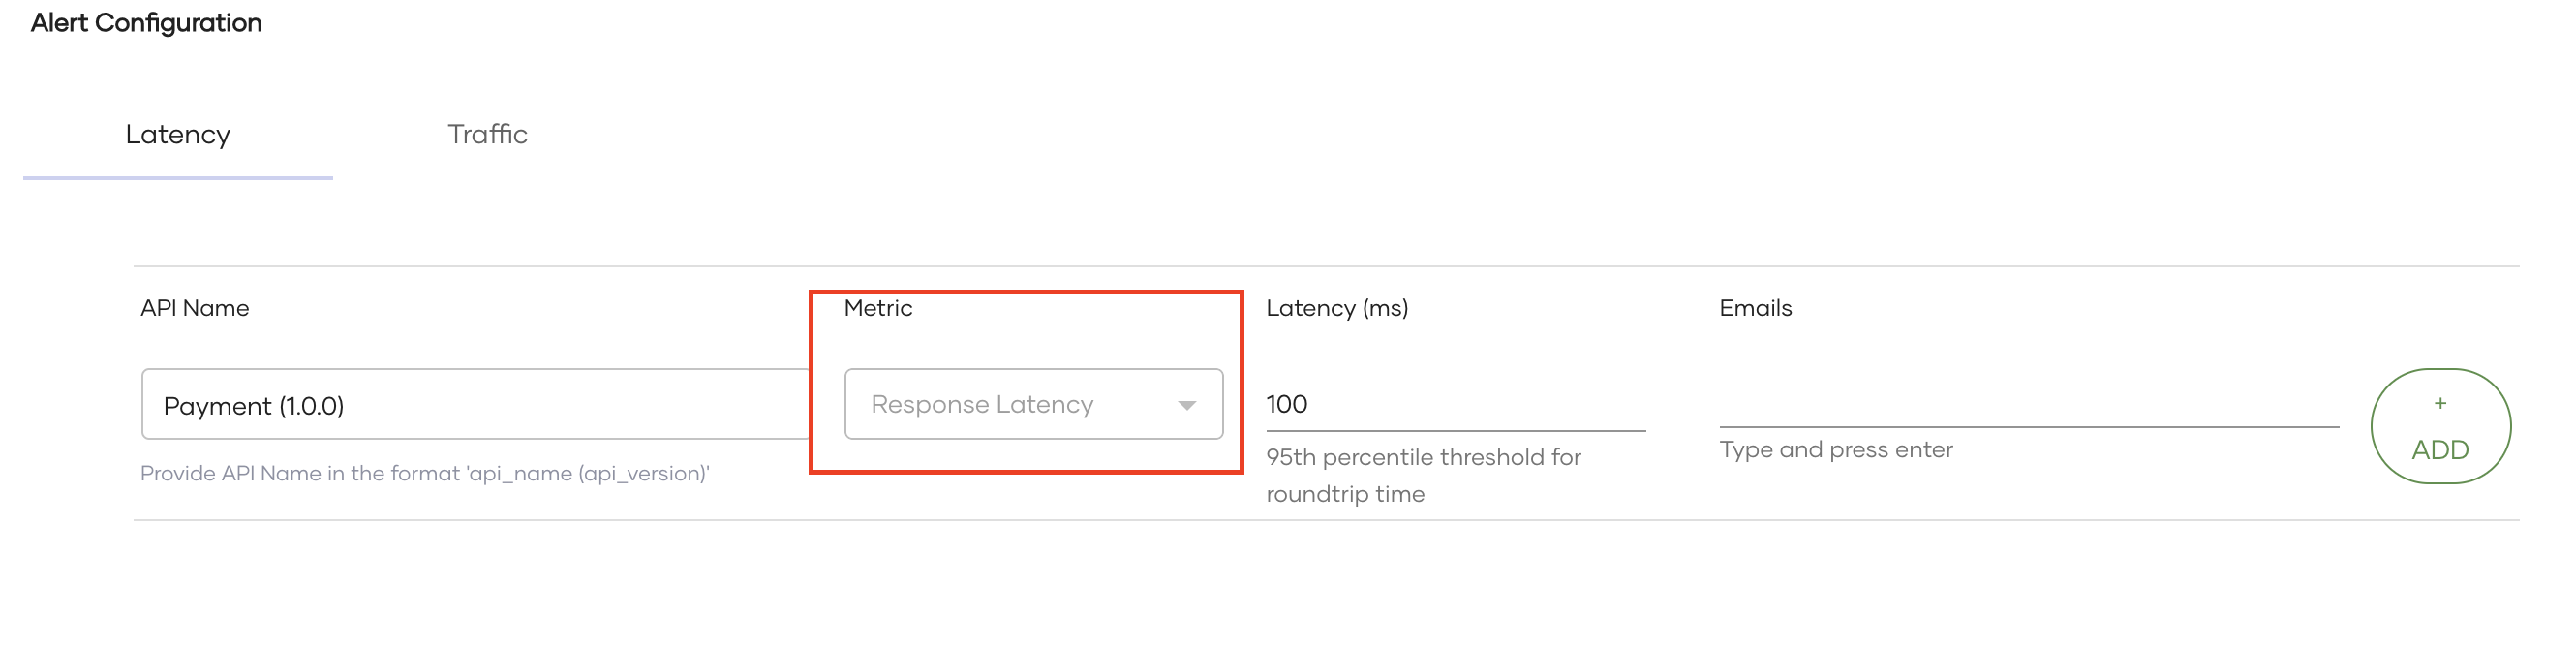 Alert Configuration
Latency Traffic
API Name Metric Latency (ms) Emails
Payment (1.0.0) Response Latency 100 +
ADD
Provide API Name in the format 'api_name (api_version)' 95th percentile threshold for Type and press enter
roundtrip time